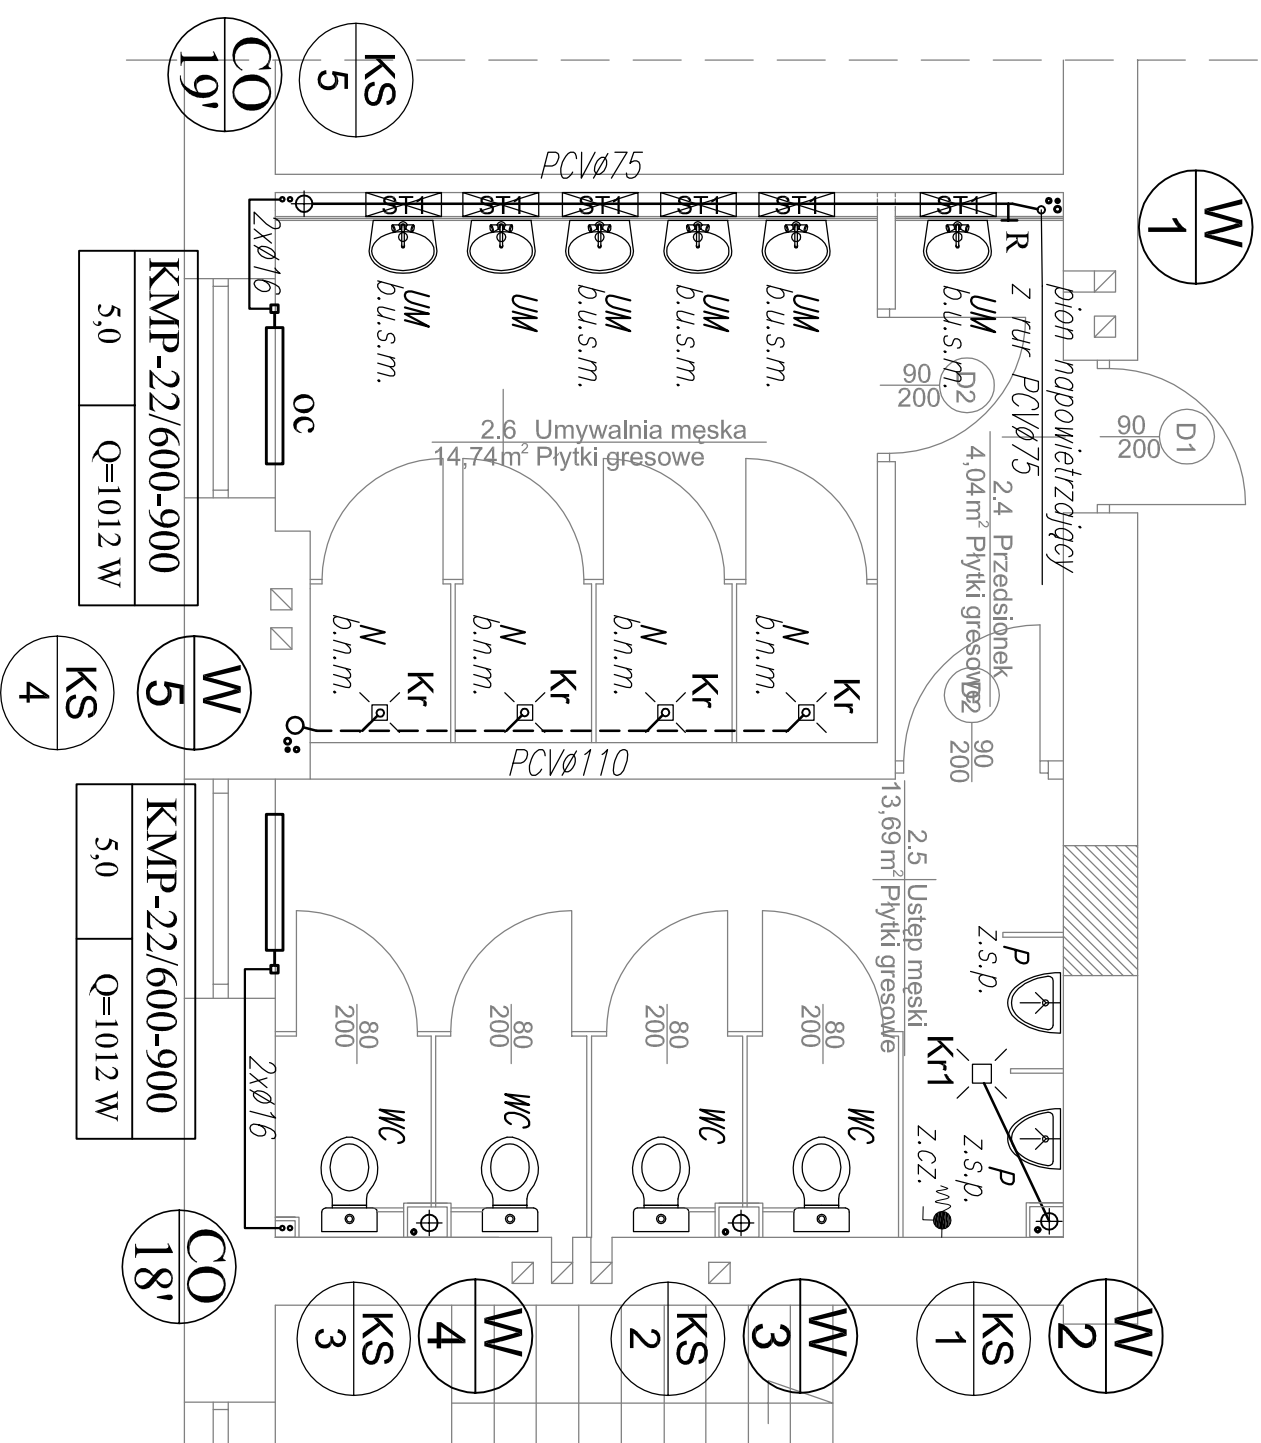 CO
19'
KS
5
W
1
PCVø75
ST1
ST1
ST1
ST1
ST1
ST1
R
2xø16
UM
b.u.s.m.
UM
UM
b.u.s.m.
UM
b.u.s.m.
UM
b.u.s.m.
UM
b.u.s.m.
pion napowietrzający
z rur PCVø75
KMP-22/600-900
5,0
Q=1012 W
OC
D2
90
200
D1
90
200
2.6 Umywalnia męska
14,74m² Płytki gresowe
2.4 Przedsionek
4,04m² Płytki gresowe
N
b.n.m.
N
b.n.m.
N
b.n.m.
N
b.n.m.
Kr
Kr
Kr
Kr
D2
90
200
KS
4
W
5
PCVø110
KMP-22/600-900
5,0
Q=1012 W
2.5 Ustęp męski
13,69m² Płytki gresowe
P
z.s.p.
Kr1
80
200
80
200
80
200
80
200
2xø16
WC
WC
WC
WC
z.cz.
P
z.s.p.
CO
18'
KS
3
W
4
KS
2
W
3
KS
1
W
2